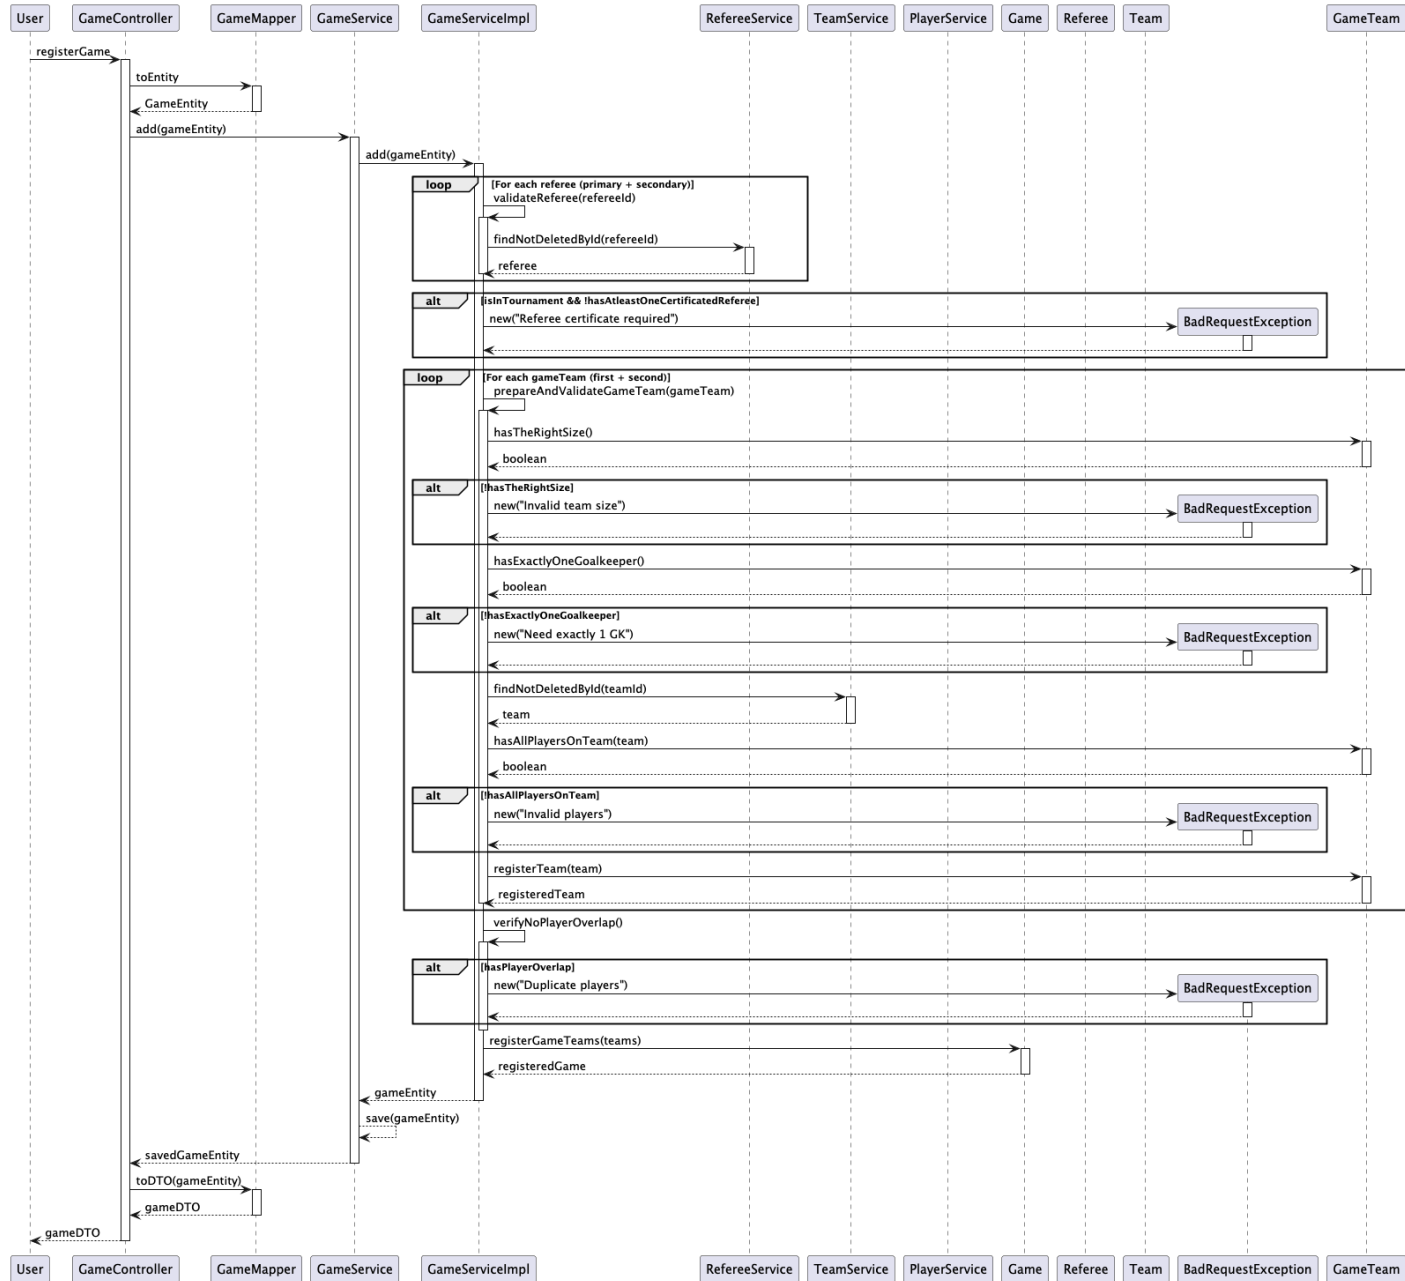 User GameController GameMapper GameService GameServiceImpl RefereeService TeamService PlayerService Game Referee Team GameTeam
registerGame
toEntity
GameEntity
add(gameEntity)
add(gameEntity)
loop [For each referee (primary + secondary)]
validateReferee(refereeId)
findNotDeletedById(refereeId)
referee
alt [isInTournament && !hasAtleastOneCertificatedReferee]
new("Referee certificate required") BadRequestException
loop [For each gameTeam (first + second)]
prepareAndValidateGameTeam(gameTeam)
hasTheRightSize()
boolean
alt [!hasTheRightSize]
new("Invalid team size") BadRequestException
hasExactlyOneGoalkeeper()
boolean
alt [!hasExactlyOneGoalkeeper]
new("Need exactly 1 GK") BadRequestException
findNotDeletedById(teamId)
team
hasAllPlayersOnTeam(team)
boolean
alt [!hasAllPlayersOnTeam]
new("Invalid players") BadRequestException
registerTeam(team)
registeredTeam
verifyNoPlayerOverlap()
alt [hasPlayerOverlap]
new("Duplicate players") BadRequestException
registerGameTeams(teams)
registeredGame
gameEntity
save(gameEntity)
savedGameEntity
toDTO(gameEntity)
gameDTO
gameDTO
User GameController GameMapper GameService GameServiceImpl RefereeService TeamService PlayerService Game Referee Team BadRequestException GameTeam